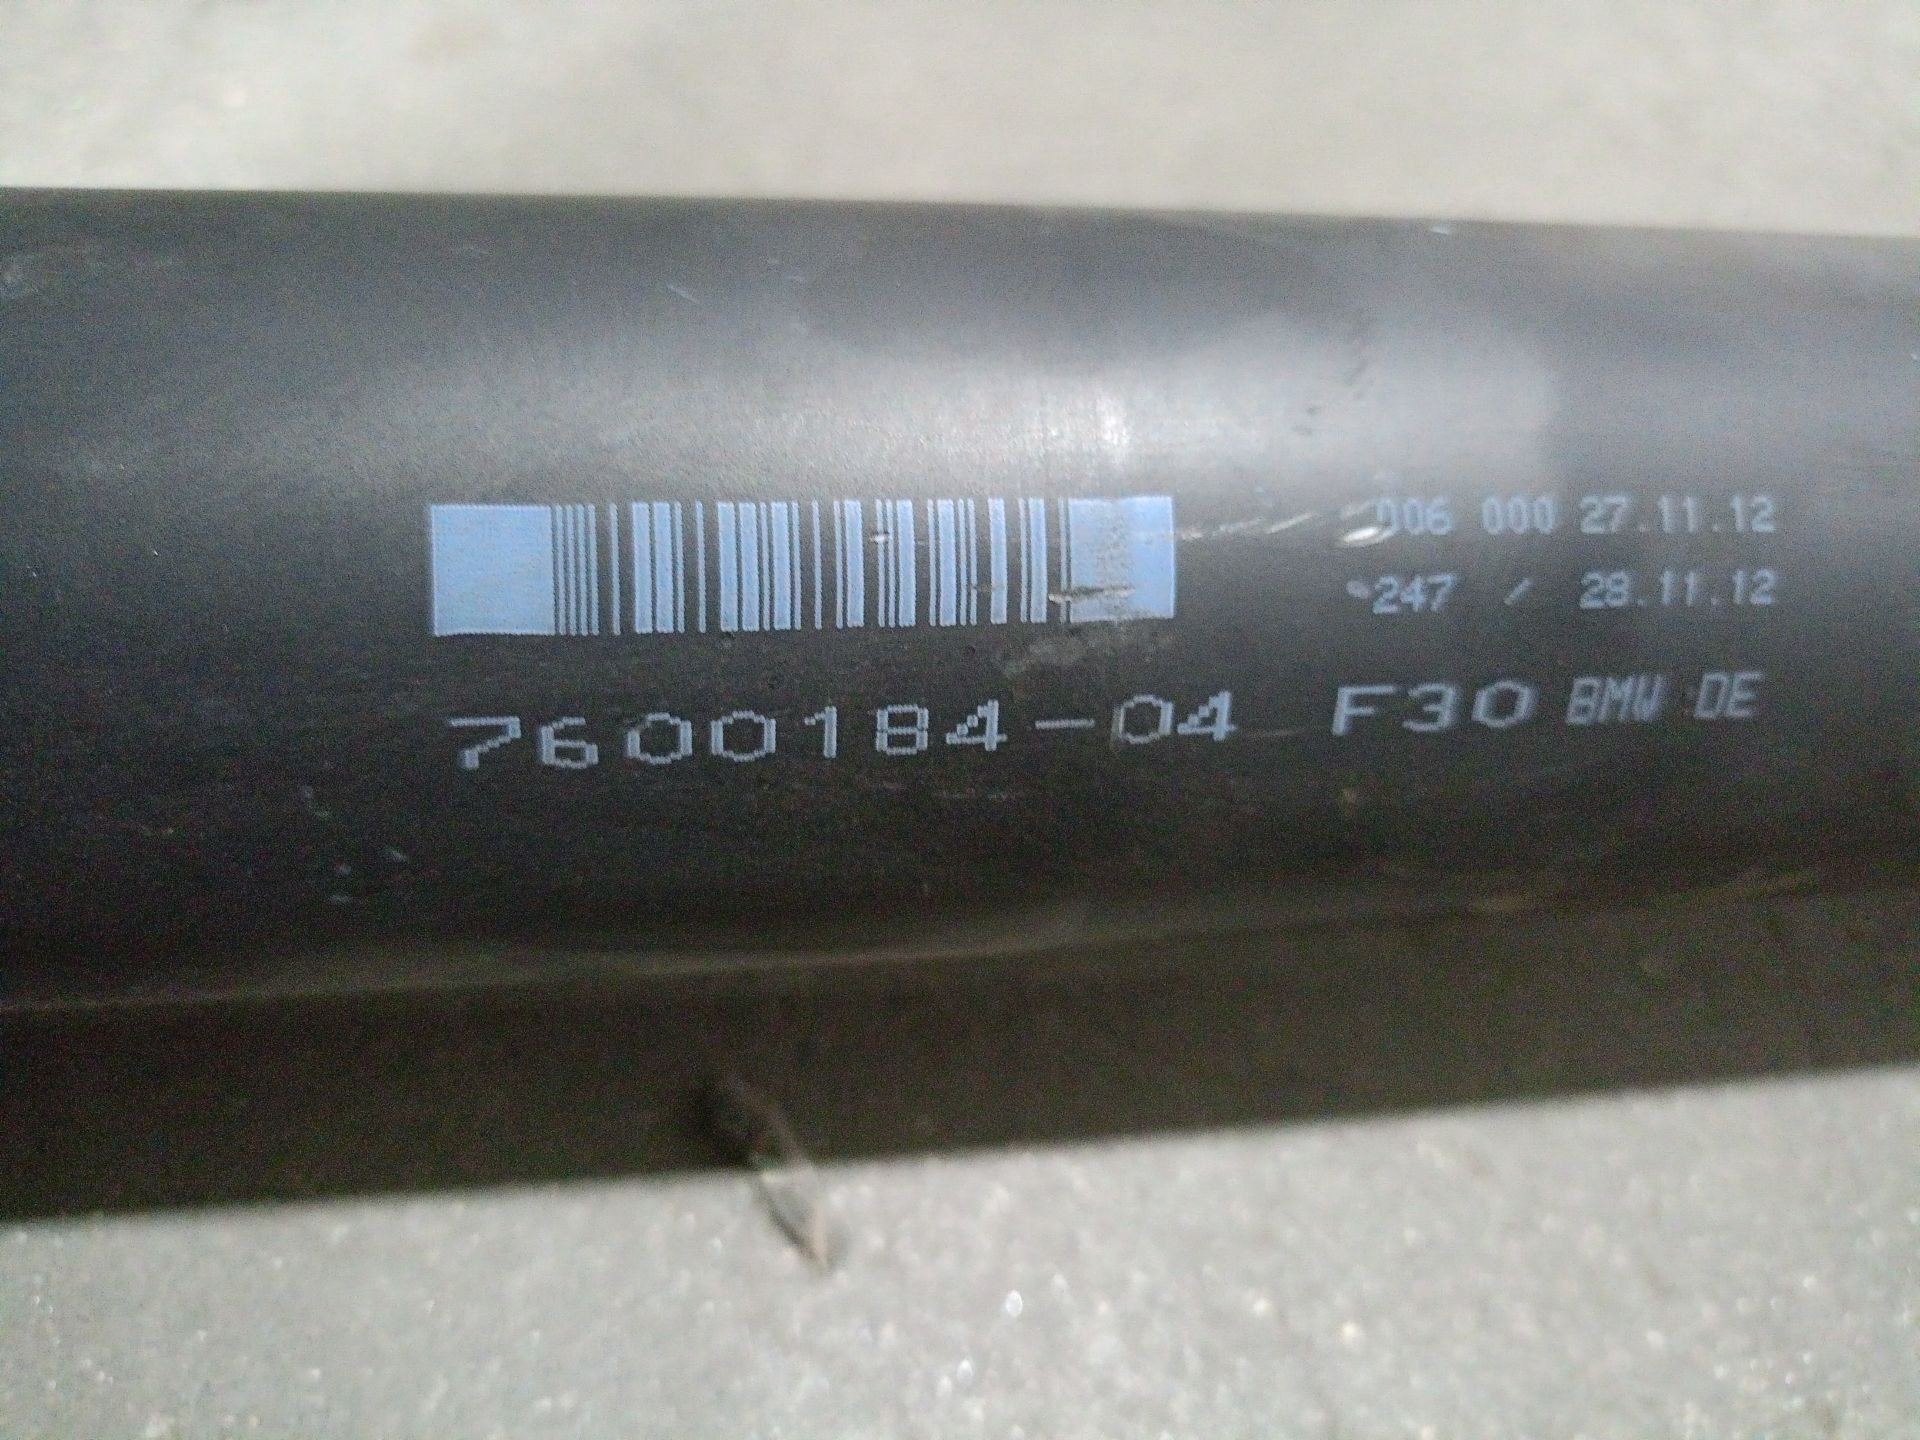 006 000 27.11.12
247 / 28.11.12
7600184-04 F30 BMW DE